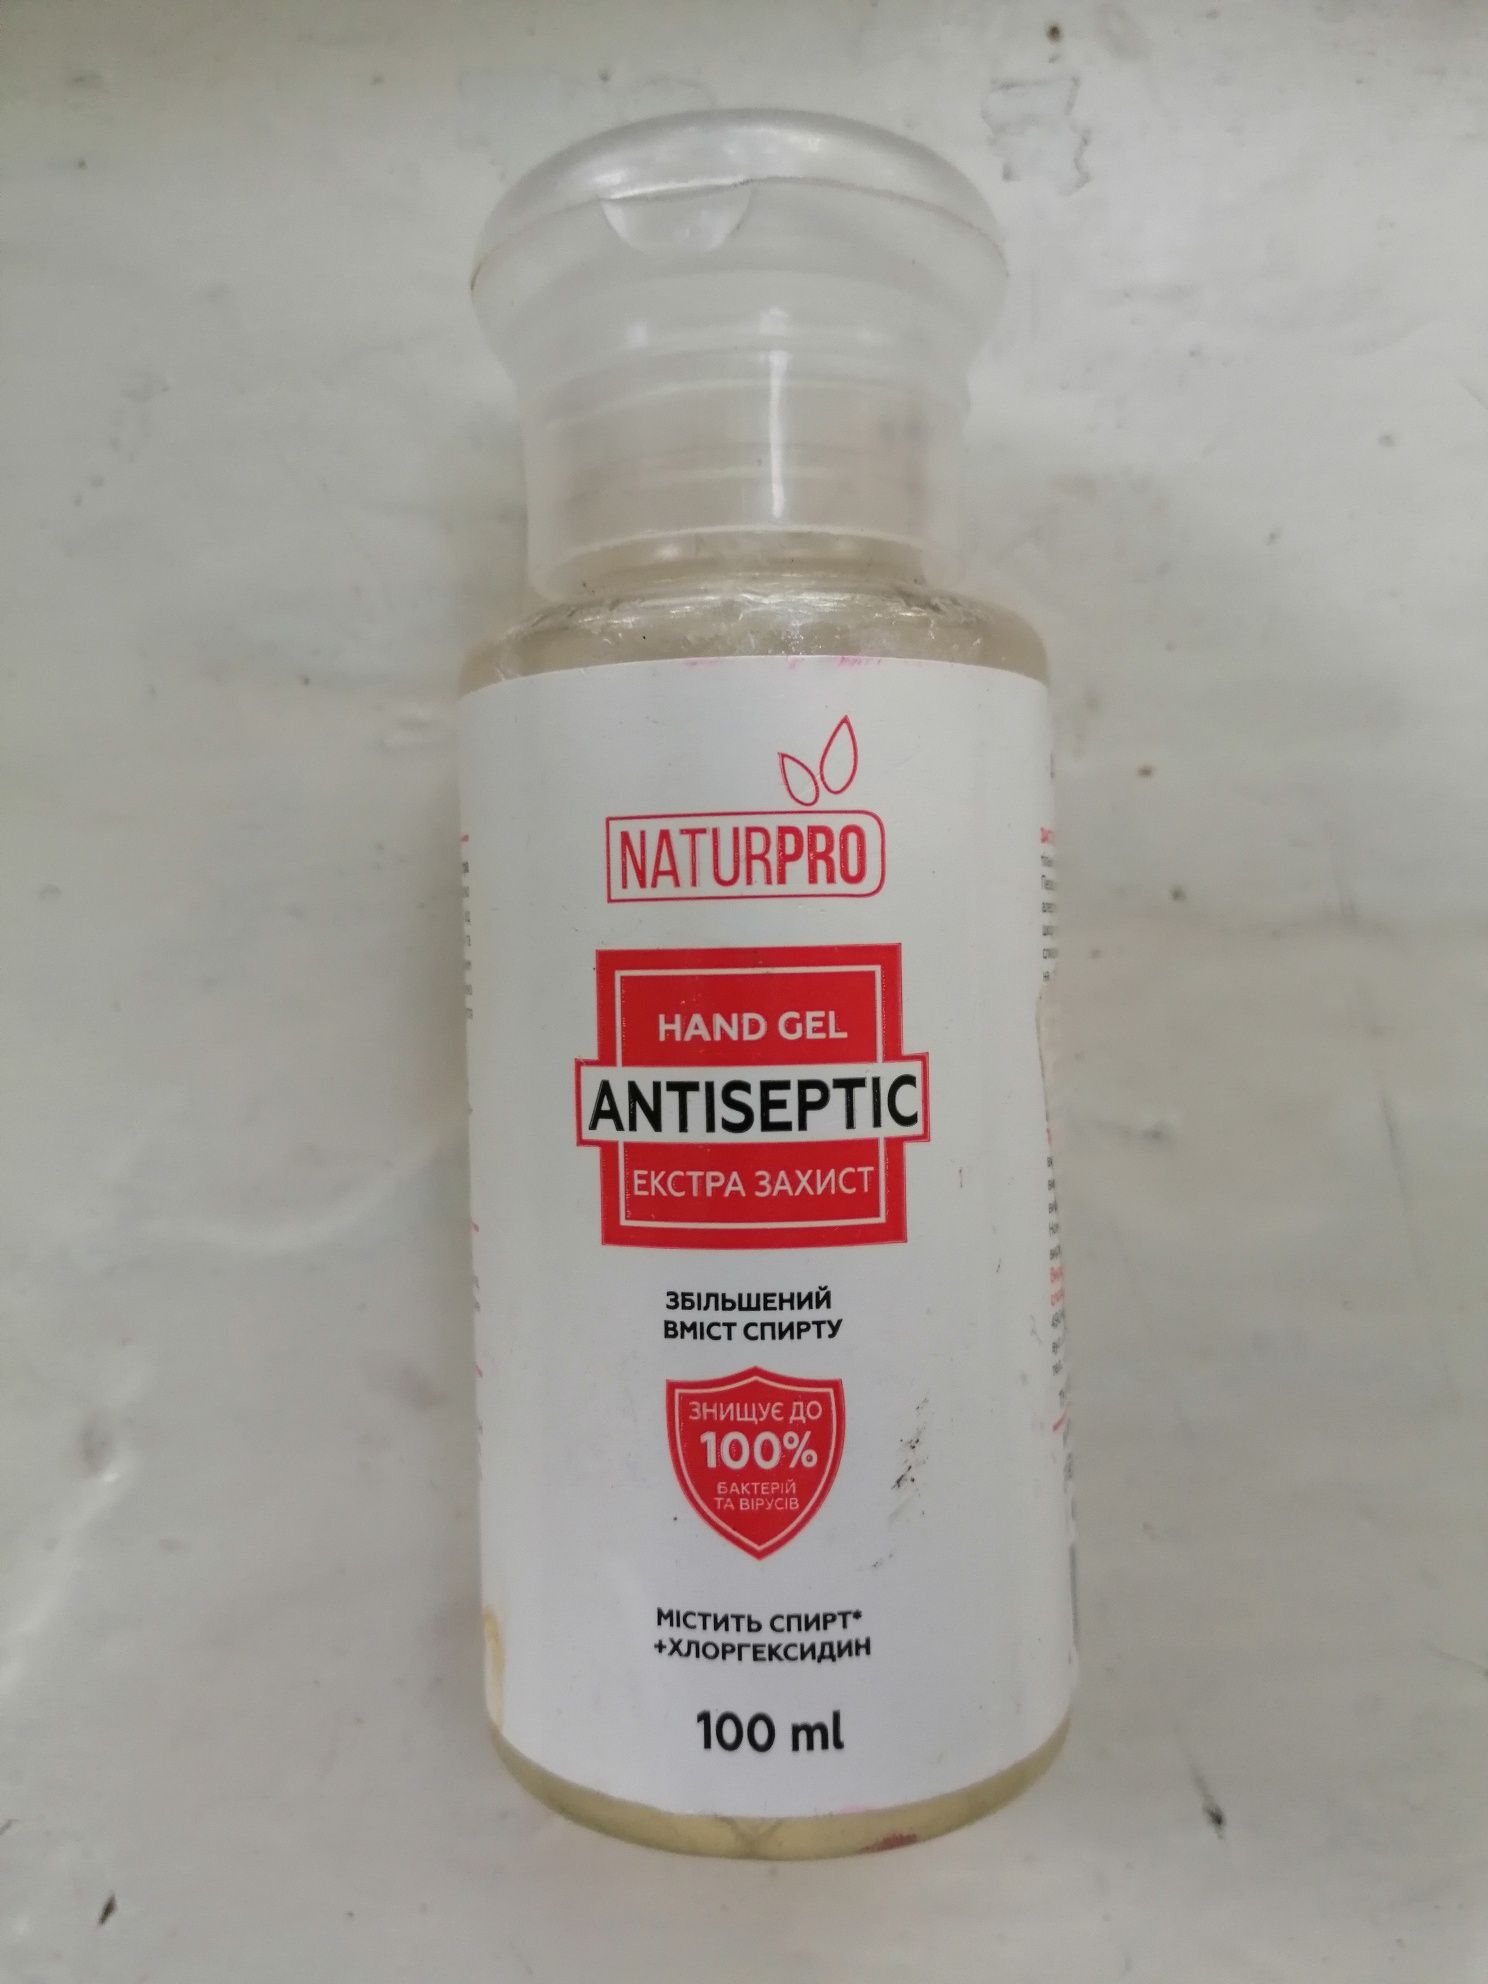 NATURPRO
HAND GEL
ANTISEPTIC
ЕКСТРА ЗАХИСТ
ЗБІЛЬШЕНИЙ
ВМІСТ СПИРТУ
ЗНИЩУЄ ДО
100%
БАКТЕРІЙ
ТА ВІРУСІВ
МІСТИТЬ СПИРТ*
+ХЛОРГЕКСИДИН
100 ml